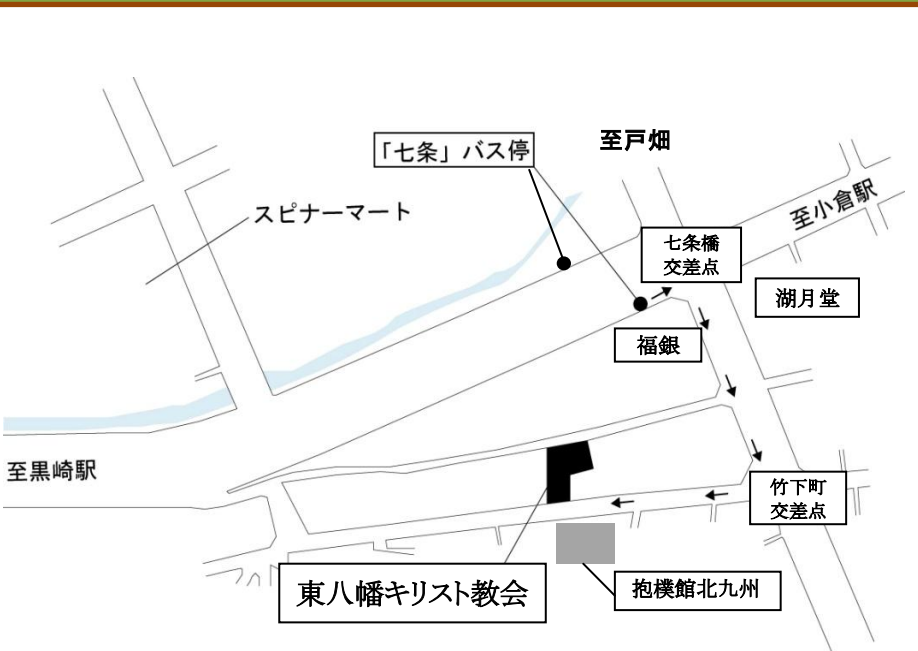 至戸畑
「七条」バス停
至小倉駅
スピナーマート
七条橋
交差点
湖月堂
福銀
至黒崎駅
竹下町
交差点
東八幡キリスト教会
抱樸館北九州